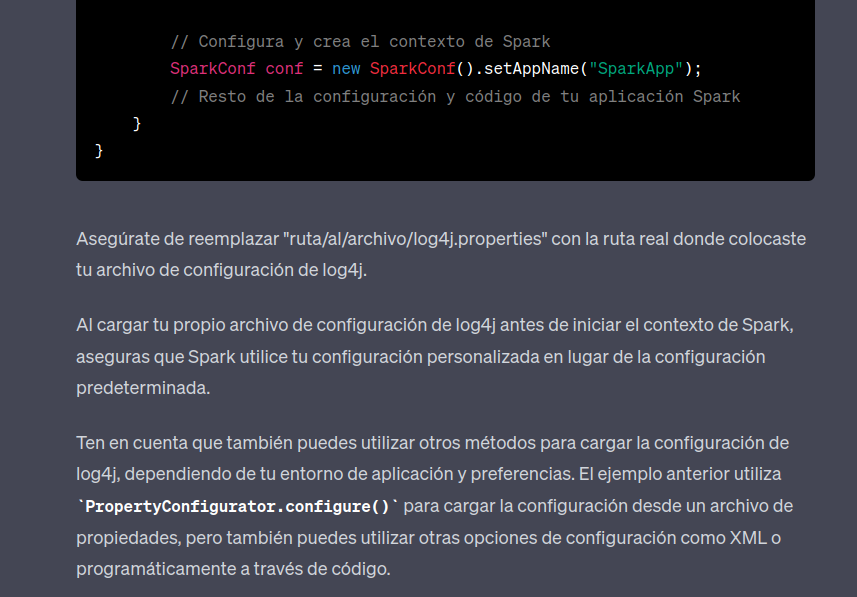 // Configura y crea el contexto de Spark
SparkConf conf = new SparkConf().setAppName("SparkApp");
// Resto de la configuración y código de tu aplicación Spark
}
}
Asegúrate de reemplazar "ruta/al/archivo/log4j.properties" con la ruta real donde colocaste
tu archivo de configuración de log4j.
Al cargar tu propio archivo de configuración de log4j antes de iniciar el contexto de Spark,
aseguras que Spark utilice tu configuración personalizada en lugar de la configuración
predeterminada.
Ten en cuenta que también puedes utilizar otros métodos para cargar la configuración de
log4j, dependiendo de tu entorno de aplicación y preferencias. El ejemplo anterior utiliza
`PropertyConfigurator.configure()` para cargar la configuración desde un archivo de
propiedades, pero también puedes utilizar otras opciones de configuración como XML o
programáticamente a través de código.